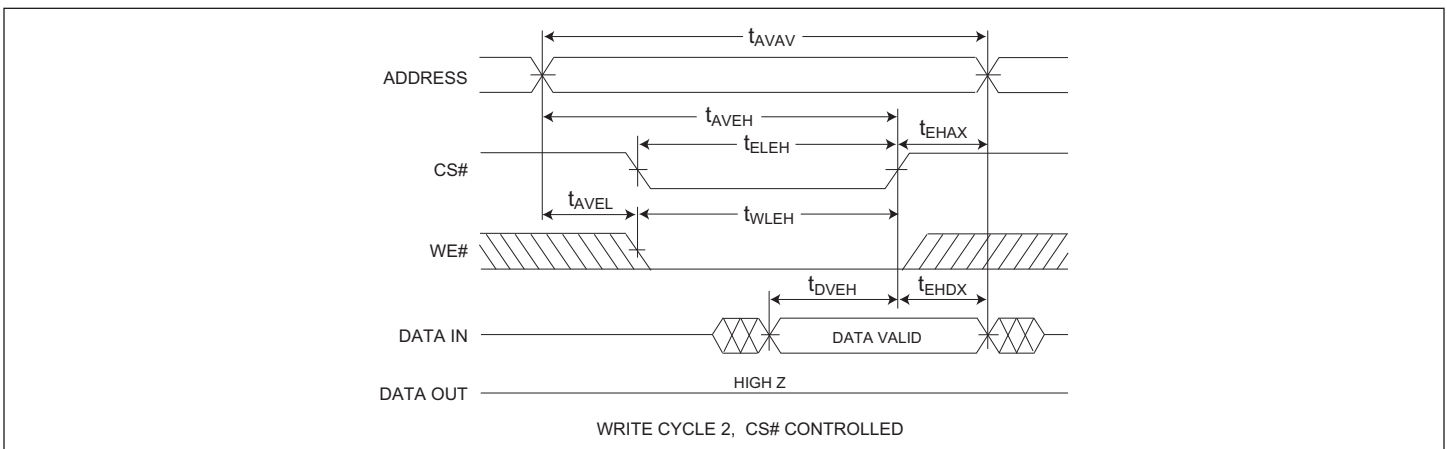 tAVAV
ADDRESS
tAVEH
tEHAX
tELEH
CS#
tAVEL
tWLEH
WE#
tDVEH
tEHDX
DATA IN
DATA VALID
HIGH Z
DATA OUT
WRITE CYCLE 2, CS# CONTROLLED